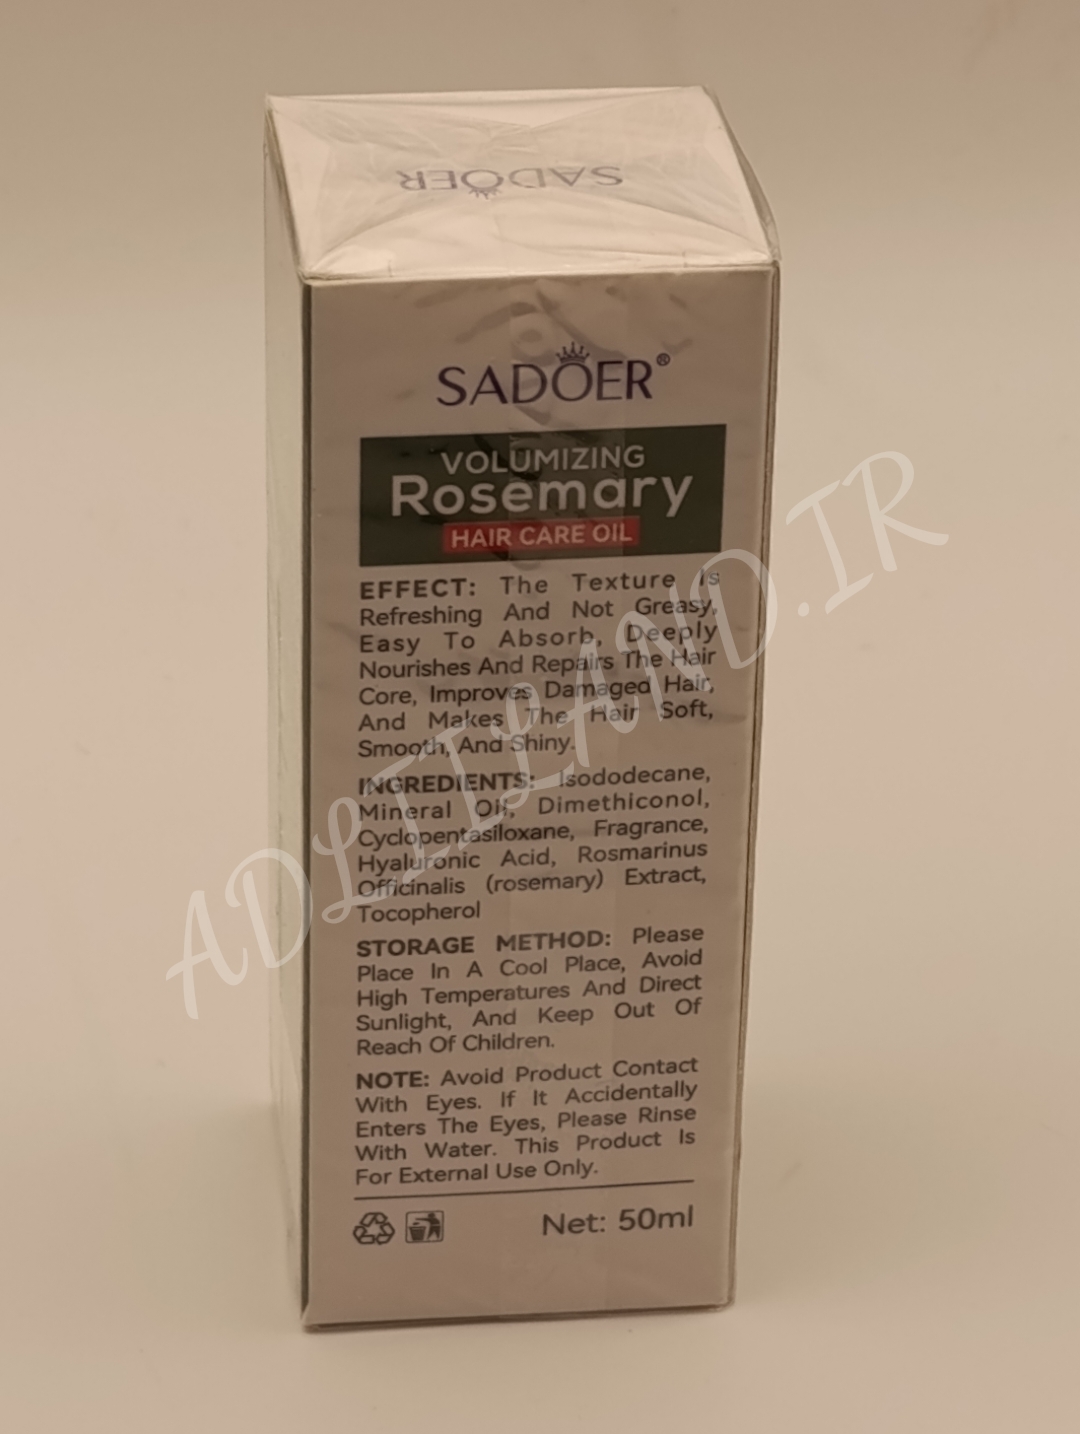 SADOER
SADOER®
VOLUMIZING
Rosemary
HAIR CARE OIL
EFFECT: The Texture Is
Refreshing And Not Greasy,
Easy To Absorb, Deeply
Nourishes And Repairs The Hair
Core, Improves Damaged Hair,
And Makes The Hair Soft,
Smooth, And Shiny.
INGREDIENTS: Isododecane,
Mineral Oil, Dimethiconol,
Cyclopentasiloxane, Fragrance,
Hyaluronic Acid, Rosmarinus
Officinalis (rosemary) Extract,
Tocopherol
STORAGE METHOD: Please
Place In A Cool Place, Avoid
High Temperatures And Direct
Sunlight, And Keep Out Of
Reach Of Children.
NOTE: Avoid Product Contact
With Eyes. If It Accidentally
Enters The Eyes, Please Rinse
With Water. This Product Is
For External Use Only.
Net: 50ml
ADLIILAND.IR